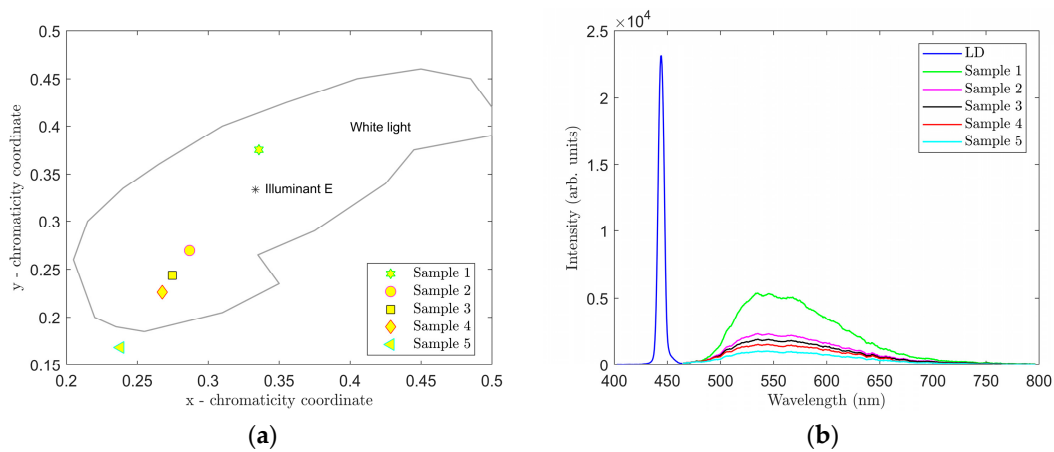 0.5
0.45
0.4
0.35
0.3
0.25
0.2
0.15
0.2
0.25
0.3
0.35
0.4
0.45
0.5
y - chromaticity coordinate
x - chromaticity coordinate
White light
Illuminant E
Sample 1
Sample 2
Sample 3
Sample 4
Sample 5
(a)
×10⁴
2.5
2
1.5
1
0.5
0
400
450
500
550
600
650
700
750
800
Intensity (arb. units)
Wavelength (nm)
LD
Sample 1
Sample 2
Sample 3
Sample 4
Sample 5
(b)